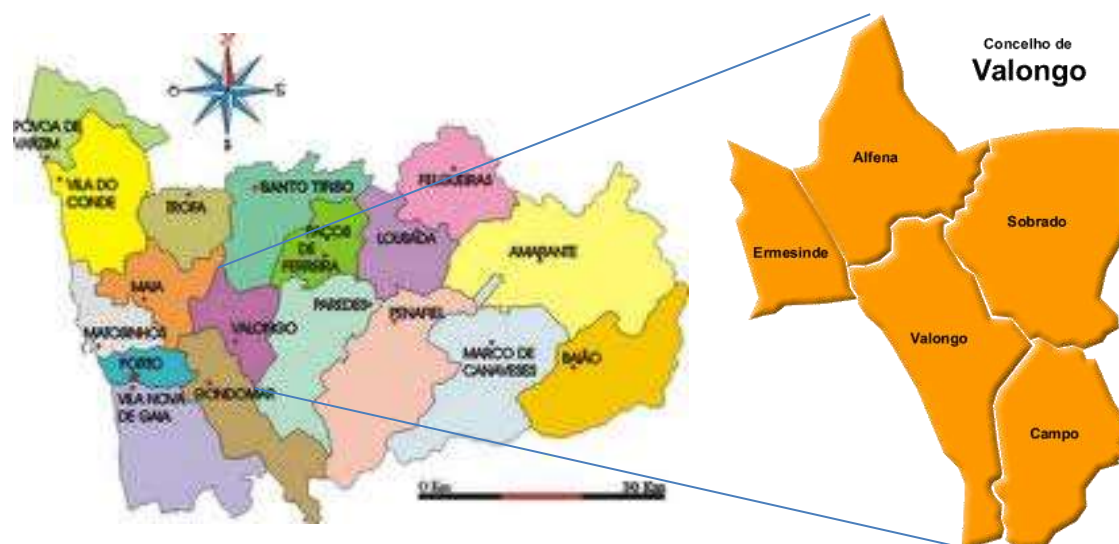 N
O
E
S
PÓVOA DE
VARZIM
VILA DO
CONDE
TROFA
SANTO TIRSO
FELGUEIRAS
PAÇOS
DE
FERREIRA
LOUSADA
AMARANTE
MAIA
MATOSINHOS
VALONGO
PAREDES
PENAFIEL
PORTO
GONDOMAR
VILA NOVA
DE GAIA
MARCO DE
CANAVESES
BAIÃO
0 Km
Concelho de
Valongo
Alfena
Ermesinde
Sobrado
Valongo
Campo